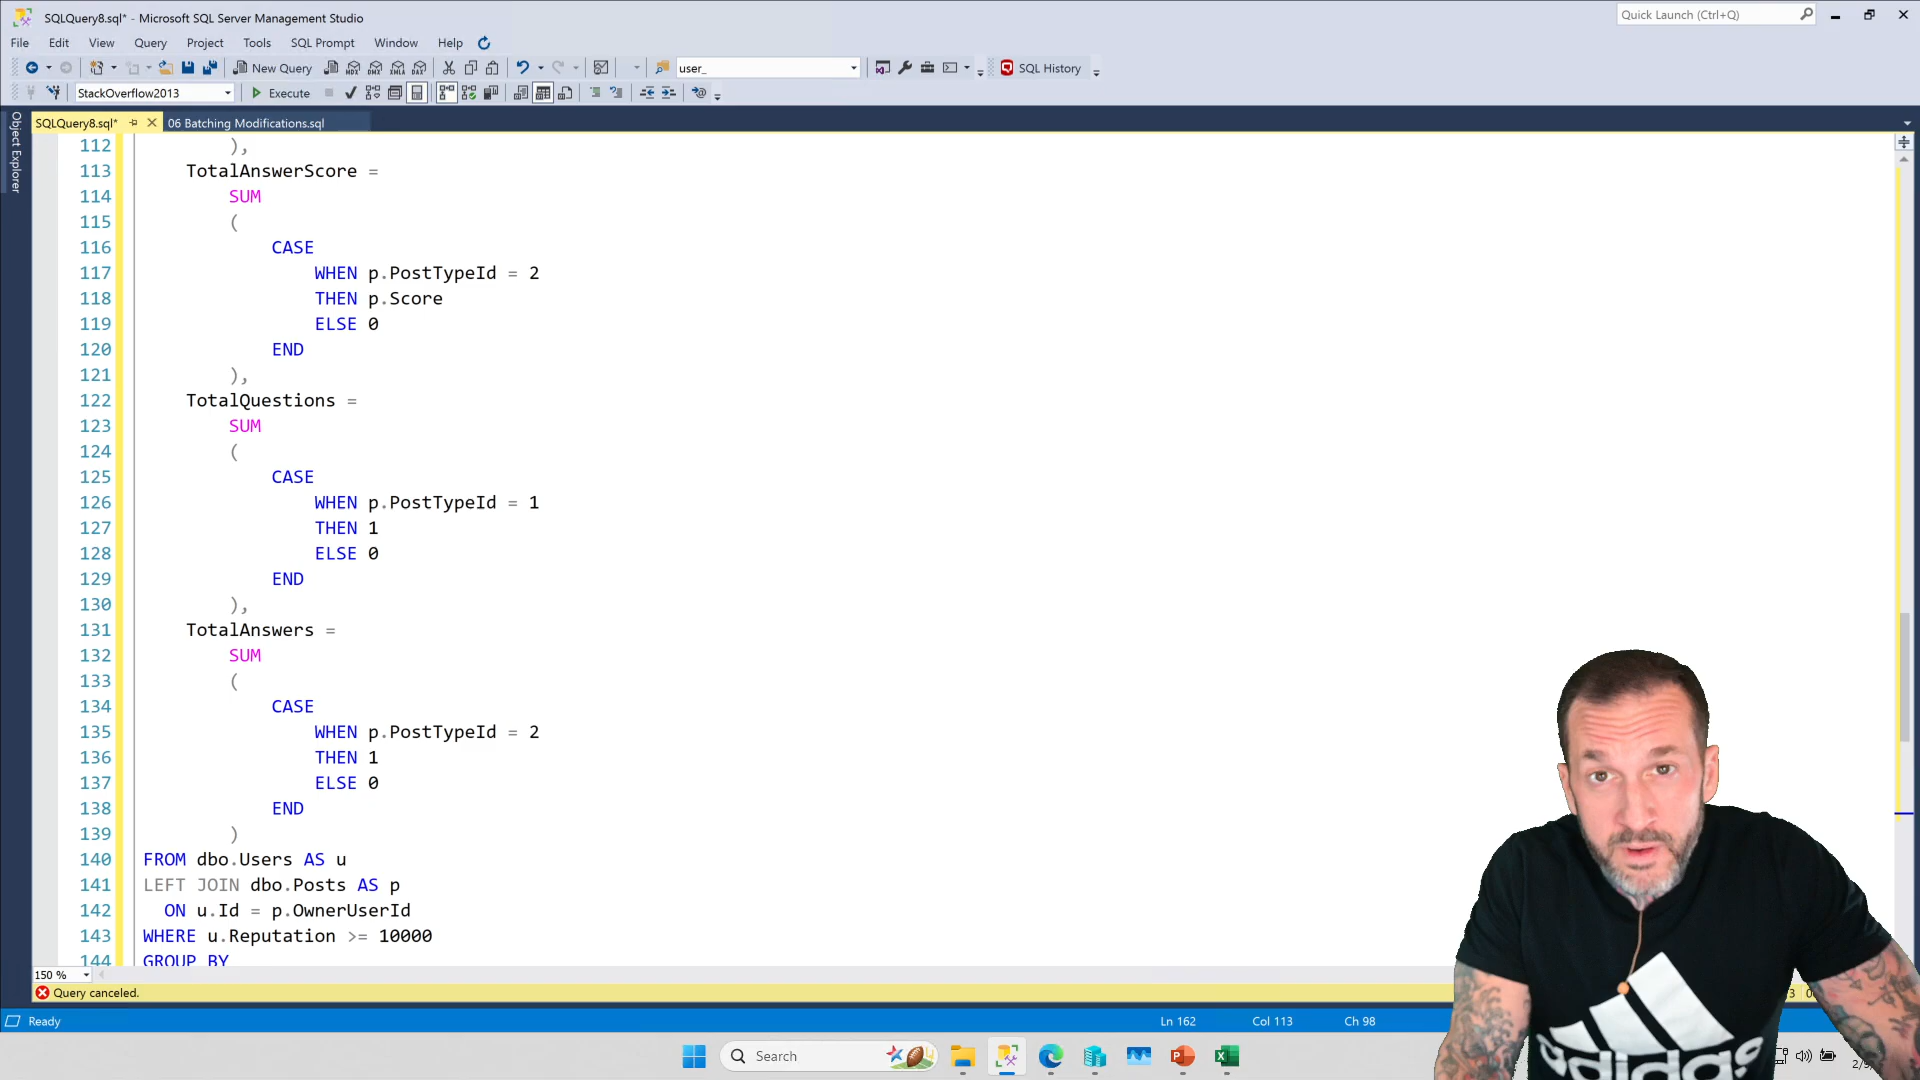 SQLQuery8.sql* - Microsoft SQL Server Management Studio
Quick Launch (Ctrl+Q)
File Edit View Query Project Tools SQL Prompt Window Help
New Query MDX DMX XMLA DAX user_ SQL History
StackOverflow2013 Execute
SQLQuery8.sql* 06 Batching Modifications.sql
Object Explorer
112 ),
113 TotalAnswerScore =
114 SUM
115 (
116 CASE
117 WHEN p.PostTypeId = 2
118 THEN p.Score
119 ELSE 0
120 END
121 ),
122 TotalQuestions =
123 SUM
124 (
125 CASE
126 WHEN p.PostTypeId = 1
127 THEN 1
128 ELSE 0
129 END
130 ),
131 TotalAnswers =
132 SUM
133 (
134 CASE
135 WHEN p.PostTypeId = 2
136 THEN 1
137 ELSE 0
138 END
139 )
140 FROM dbo.Users AS u
141 LEFT JOIN dbo.Posts AS p
142 ON u.Id = p.OwnerUserId
143 WHERE u.Reputation >= 10000
144 GROUP BY
150 %
Query canceled.
Ready Ln 162 Col 113 Ch 98
Search
adidas